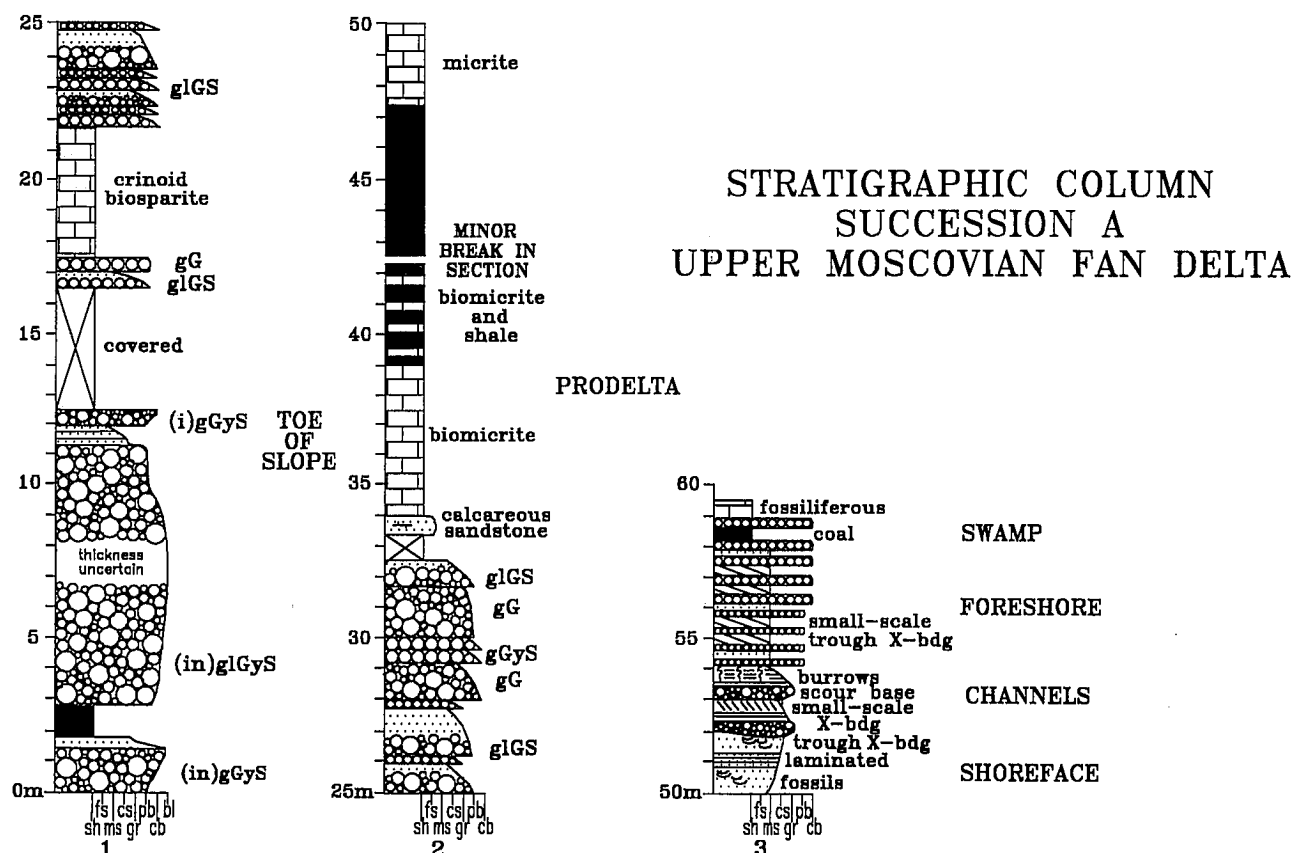 STRATIGRAPHIC COLUMN
SUCCESSION A
UPPER MOSCOVIAN FAN DELTA
25
glGS
20
crinoid
biosparite
gG
glGS
15
covered
(i)gGyS
TOE
OF
SLOPE
10
thickness
uncertain
5
(in)glGyS
(in)gGyS
0m
fs cs pb bl
sh ms gr cb
1
50
micrite
45
MINOR
BREAK IN
SECTION
biomicrite
and
shale
40
PRODELTA
biomicrite
35
calcareous
sandstone
glGS
gG
30
gGyS
gG
glGS
25m
fs cs pb
sh ms gr cb
2
60
fossiliferous
coal
SWAMP
FORESHORE
small-scale
55
trough X-bdg
burrows
scour base
CHANNELS
small-scale
X-bdg
trough X-bdg
laminated
SHOREFACE
fossils
50m
fs cs pb
sh ms gr cb
3